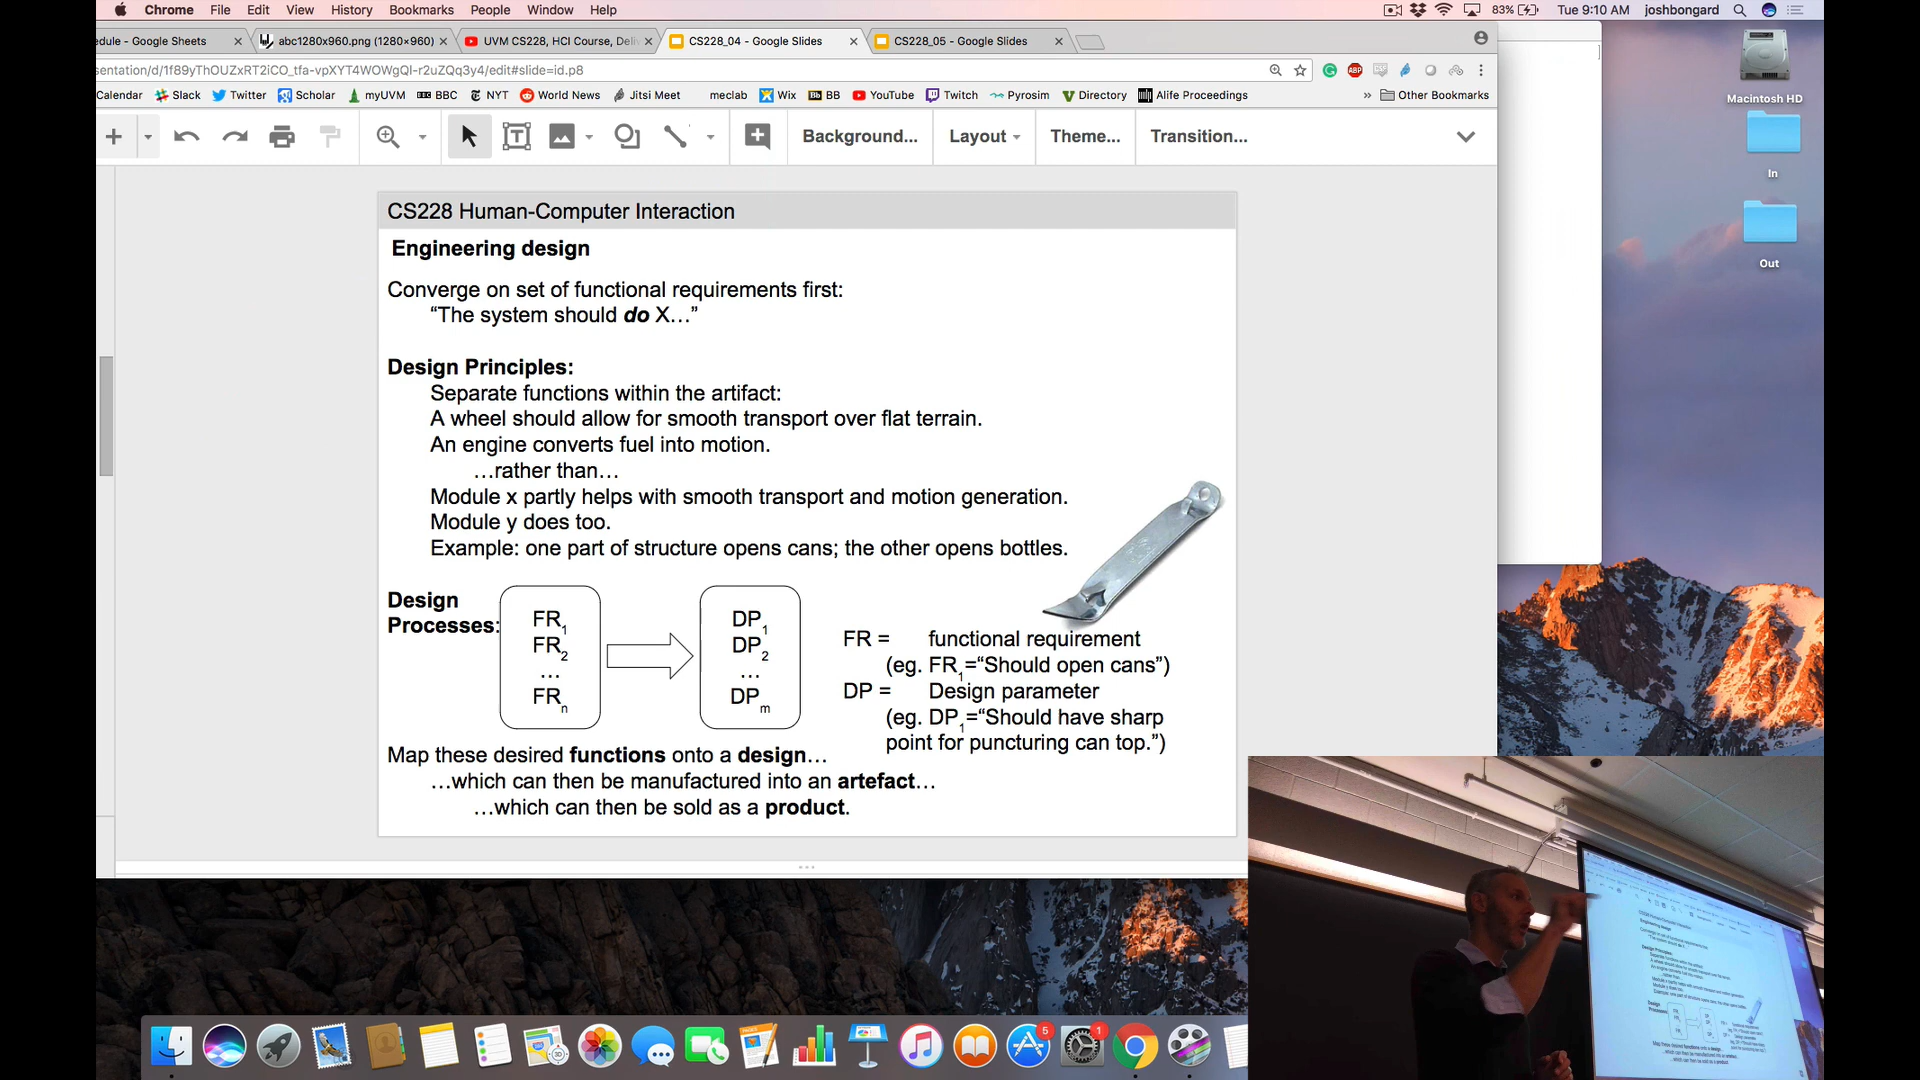 Chrome File Edit View History Bookmarks People Window Help
83% Tue 9:10 AM joshbongard
edule - Google Sheets
abc1280x960.png (1280×960)
UVM CS228, HCI Course, Deli
CS228_04 - Google Slides
CS228_05 - Google Slides
sentation/d/1f89yThOUZxRT2iCO_tfa-vpXYT4WOWgQI-r2uZQq3y4/edit#slide=id.p8
ABP
Calendar Slack Twitter Scholar myUVM BBC NYT World News Jitsi Meet meclab Wix BB YouTube Twitch Pyrosim Directory Alife Proceedings » Other Bookmarks
Background... Layout Theme... Transition...
Macintosh HD
In
Out
CS228 Human-Computer Interaction
Engineering design
Converge on set of functional requirements first:
“The system should do X…”
Design Principles:
Separate functions within the artifact:
A wheel should allow for smooth transport over flat terrain.
An engine converts fuel into motion.
…rather than…
Module x partly helps with smooth transport and motion generation.
Module y does too.
Example: one part of structure opens cans; the other opens bottles.
Design
Processes:
FR1
FR2
…
FRn
DP1
DP2
…
DPm
FR = functional requirement
(eg. FR1=“Should open cans”)
DP = Design parameter
(eg. DP1=“Should have sharp
point for puncturing can top.”)
Map these desired functions onto a design…
…which can then be manufactured into an artefact…
…which can then be sold as a product.
5
1